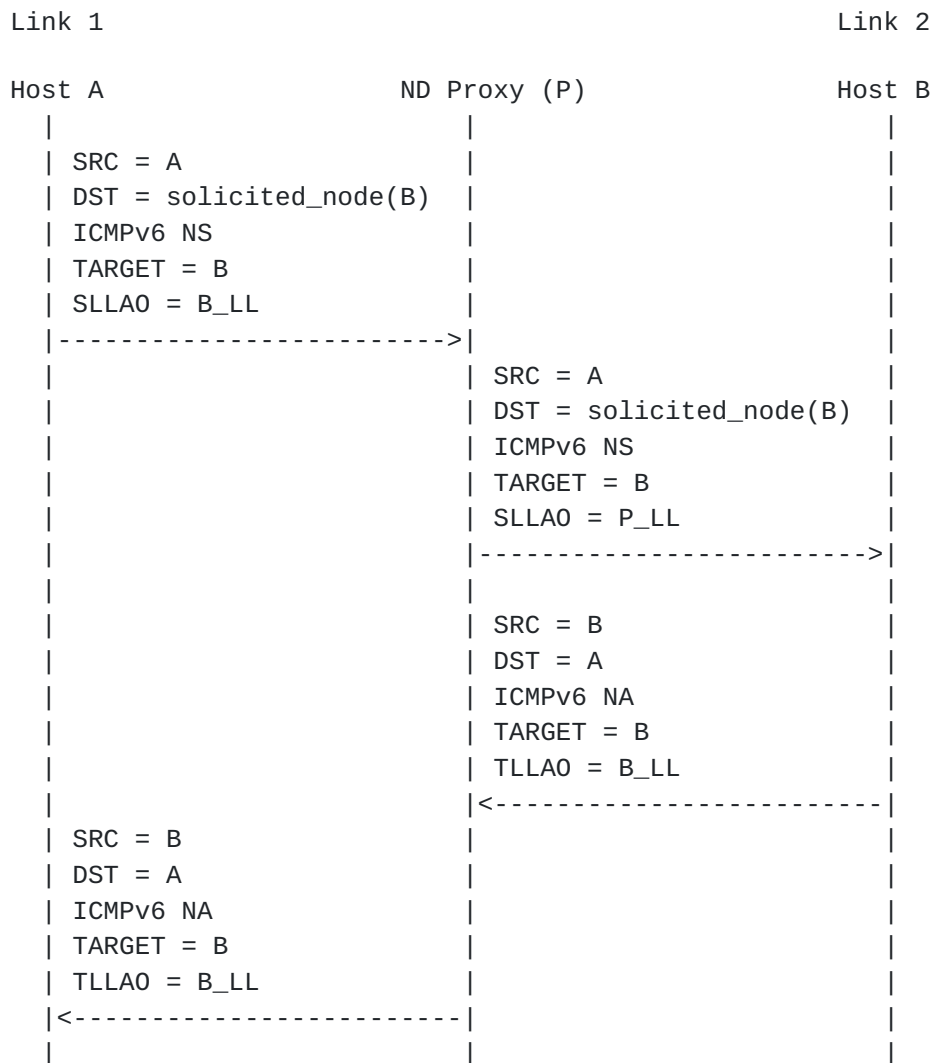 Link 1                                               Link 2
Host A                   ND Proxy (P)                Host B
  |                          |                          |
  | SRC = A                  |                          |
  | DST = solicited_node(B)  |                          |
  | ICMPv6 NS                |                          |
  | TARGET = B               |                          |
  | SLLAO = B_LL             |                          |
  |------------------------->|                          |
  |                          | SRC = A                  |
  |                          | DST = solicited_node(B)  |
  |                          | ICMPv6 NS                |
  |                          | TARGET = B               |
  |                          | SLLAO = P_LL             |
  |                          |------------------------->|
  |                          |                          |
  |                          | SRC = B                  |
  |                          | DST = A                  |
  |                          | ICMPv6 NA                |
  |                          | TARGET = B               |
  |                          | TLLAO = B_LL             |
  |                          |<-------------------------|
  | SRC = B                  |                          |
  | DST = A                  |                          |
  | ICMPv6 NA                |                          |
  | TARGET = B               |                          |
  | TLLAO = B_LL             |                          |
  |<-------------------------|                          |
  |                          |                          |